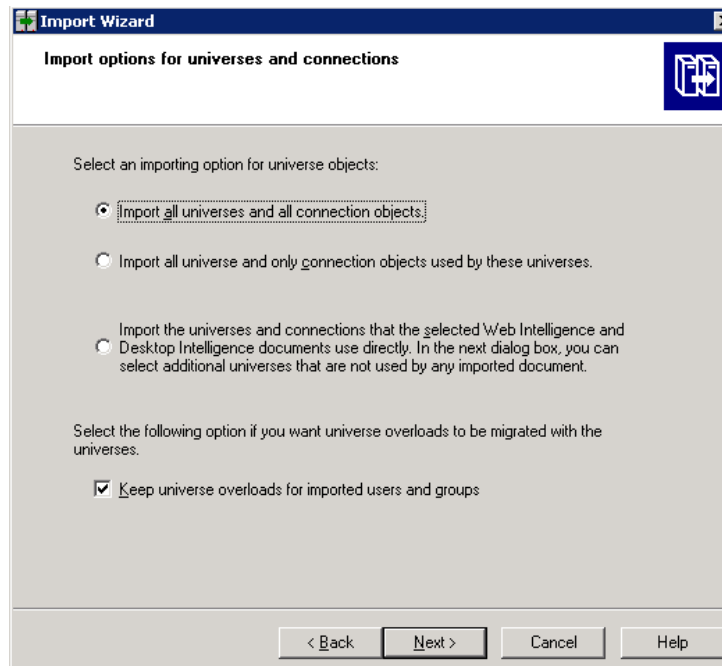 Import Wizard
Import options for universes and connections
Select an importing option for universe objects:
Import all universes and all connection objects.
Import all universe and only connection objects used by these universes.
Import the universes and connections that the selected Web Intelligence and
Desktop Intelligence documents use directly. In the next dialog box, you can
select additional universes that are not used by any imported document.
Select the following option if you want universe overloads to be migrated with the
universes.
Keep universe overloads for imported users and groups
< Back Next > Cancel Help